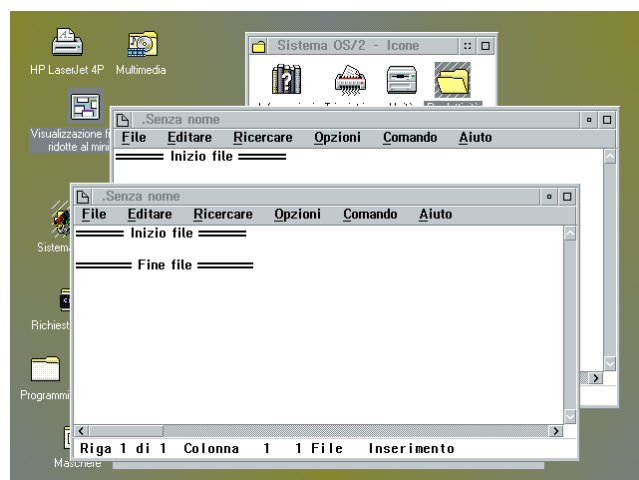 HP LaserJet 4P
Multimedia
Sistema OS/2 - Icone
Visualizzazione
ridotte al mini
.Senza nome
File Editare Ricercare Opzioni Comando Aiuto
====== Inizio file ======
.Senza nome
File Editare Ricercare Opzioni Comando Aiuto
====== Inizio file ======
====== Fine file ======
Sistem
Richiest
Programmi
Maschere
Riga 1 di 1 Colonna 1 1 File Inserimento